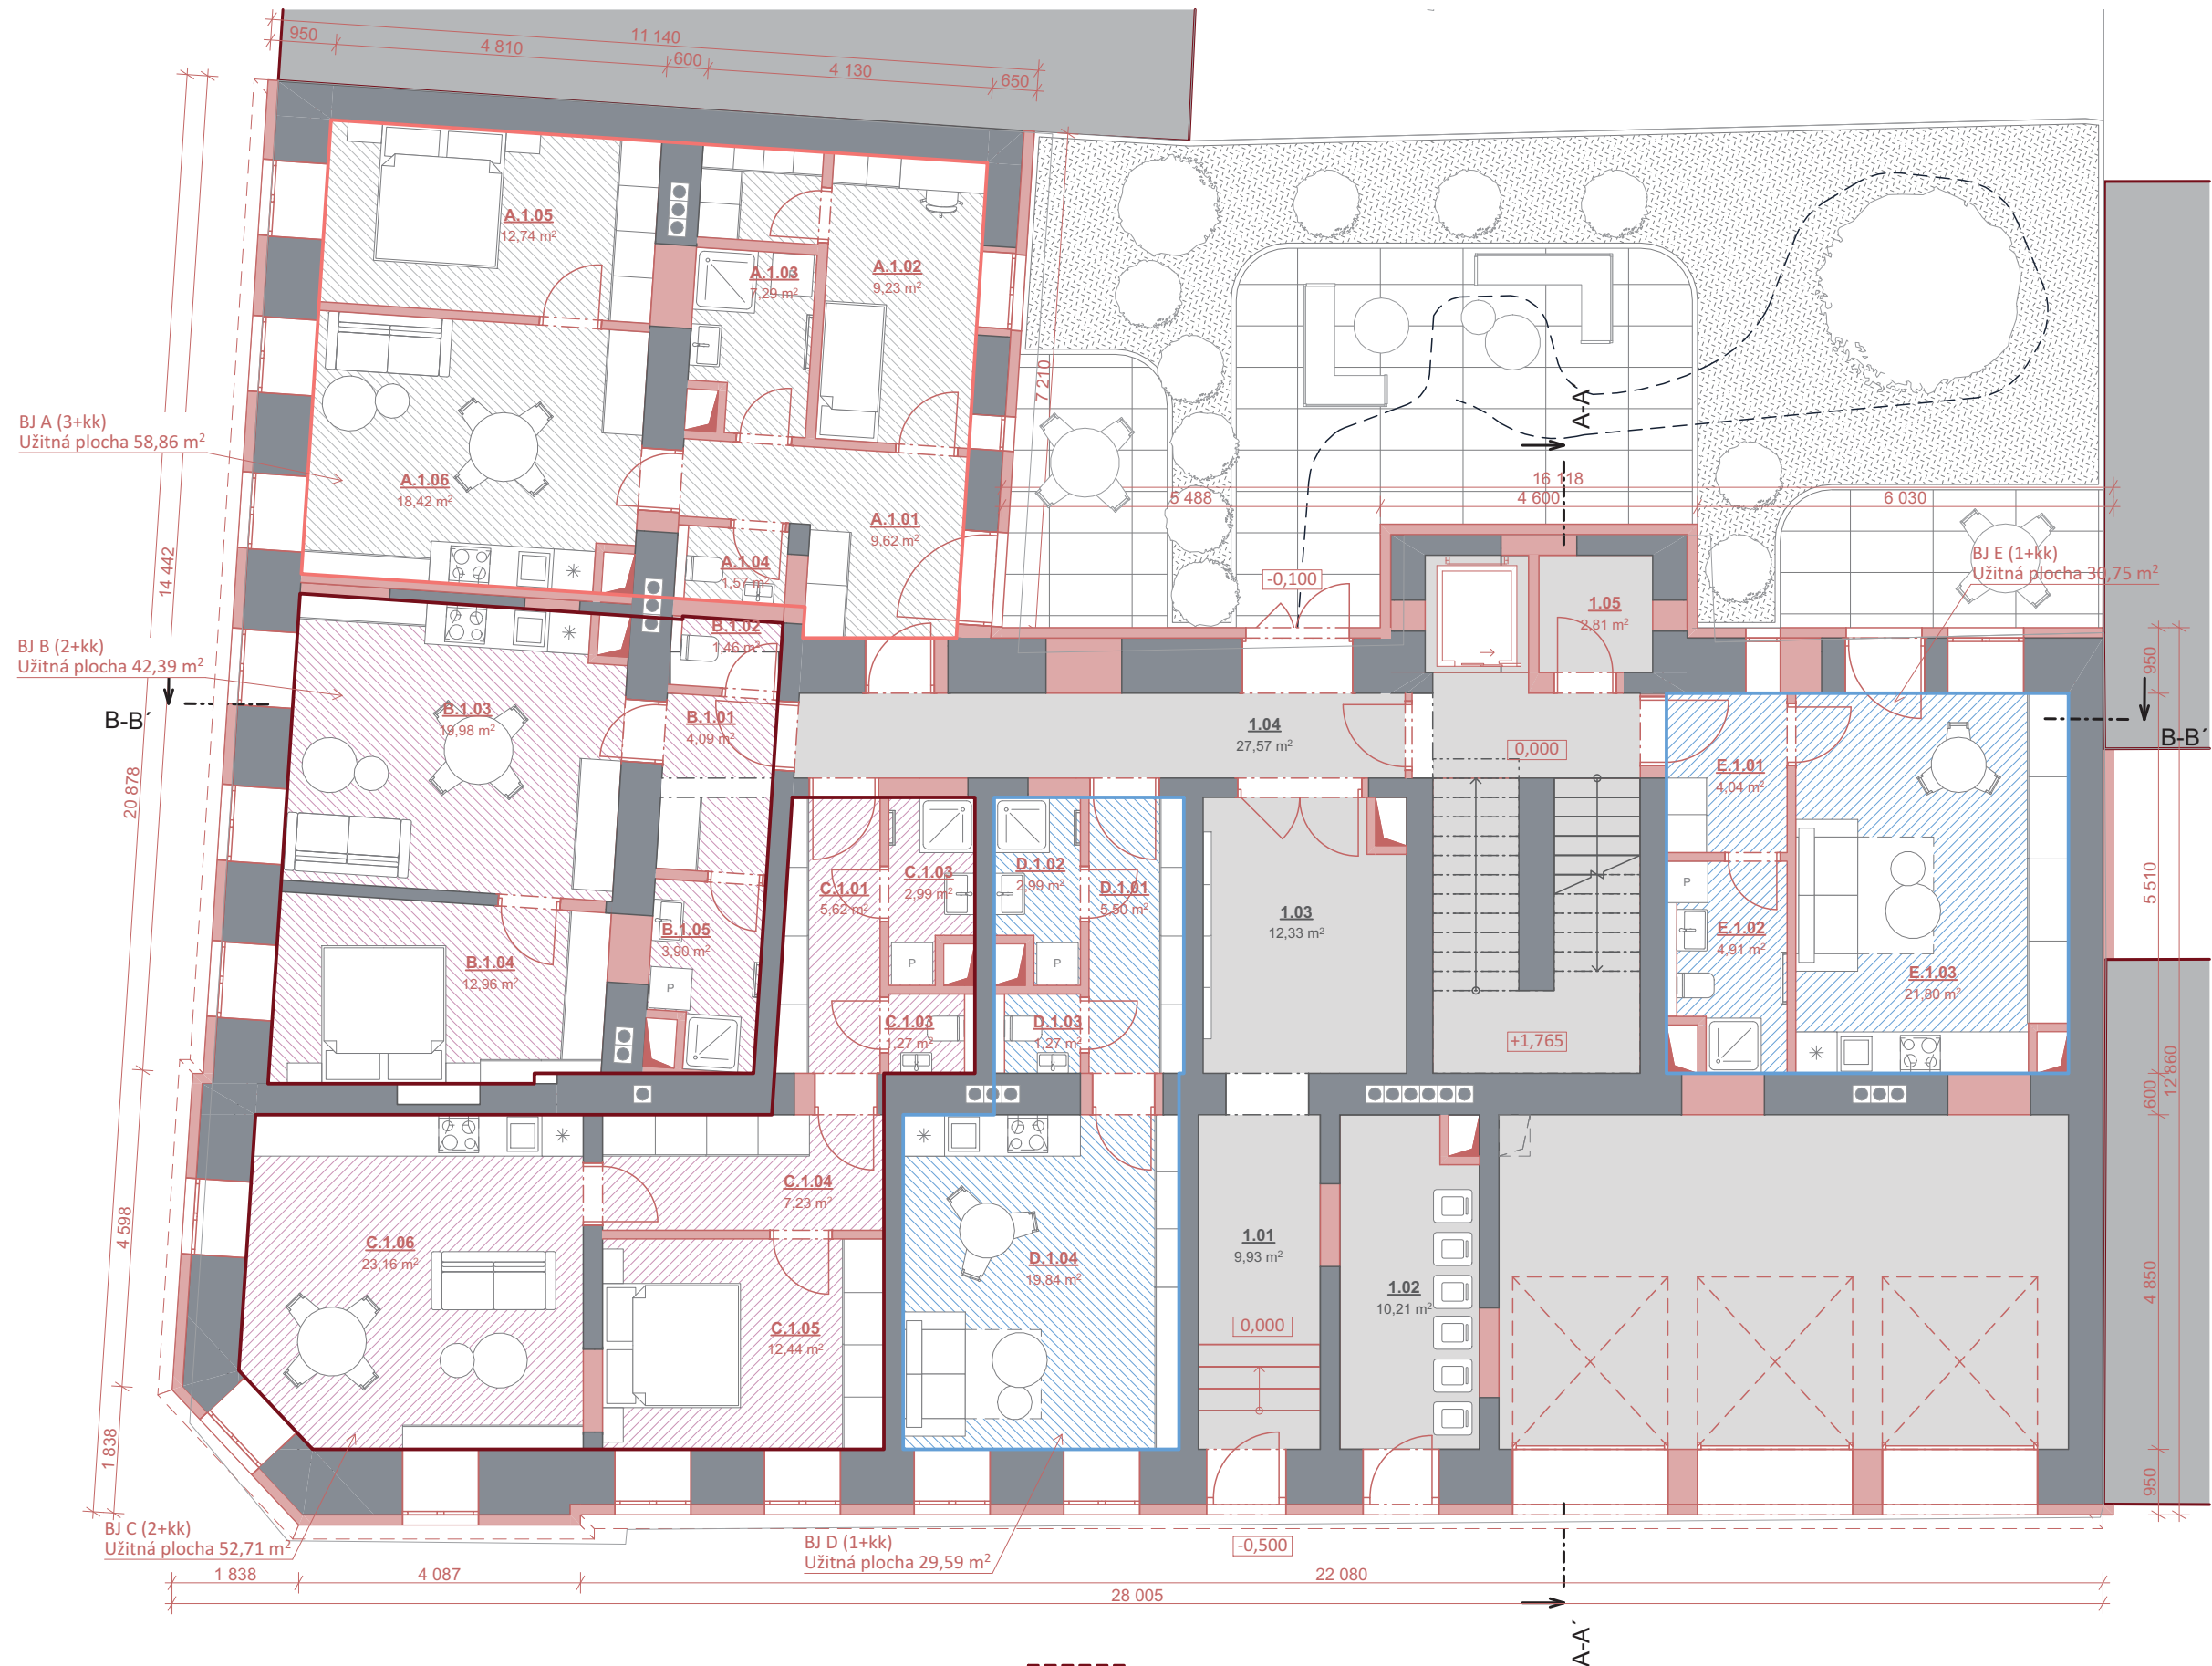 950
4 810
11 140
600
4 130
650
A.1.05
12,74 m²
A.1.03
7,29 m²
A.1.02
9,23 m²
7 210
A-A´
BJ A (3+kk)
Užitná plocha 58,86 m²
A.1.06
18,42 m²
A.1.01
9,62 m²
A.1.04
1,57 m²
16 118
5 488
4 600
6 030
14 442
-0,100
BJ E (1+kk)
Užitná plocha 30,75 m²
1.05
2,81 m²
BJ B (2+kk)
Užitná plocha 42,39 m²
B.1.02
1,46 m²
950
B-B´
B.1.03
19,98 m²
B.1.01
4,09 m²
1.04
27,57 m²
0,000
B-B´
E.1.01
4,04 m²
20 878
C.1.01
5,62 m²
C.1.03
2,99 m²
D.1.02
2,99 m²
D.1.01
5,50 m²
1.03
12,33 m²
P
E.1.02
4,91 m²
5 510
B.1.05
3,90 m²
B.1.04
12,96 m²
P
P
P
E.1.03
21,80 m²
C.1.03
1,27 m²
D.1.03
1,27 m²
+1,765
12 860
600
4 598
C.1.04
7,23 m²
C.1.06
23,16 m²
D.1.04
19,84 m²
1.01
9,93 m²
1.02
10,21 m²
4 850
C.1.05
12,44 m²
0,000
1 838
950
BJ C (2+kk)
Užitná plocha 52,71 m²
BJ D (1+kk)
Užitná plocha 29,59 m²
-0,500
1 838
4 087
22 080
28 005
A-A´